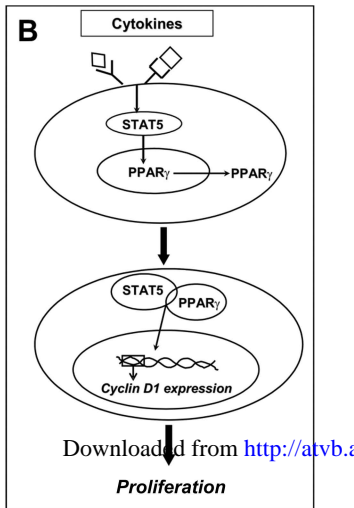 B
Cytokines
STAT5
PPARγ
PPARγ
STAT5
PPARγ
Cyclin D1 expression
Downloaded from http://atvb.a
Proliferation